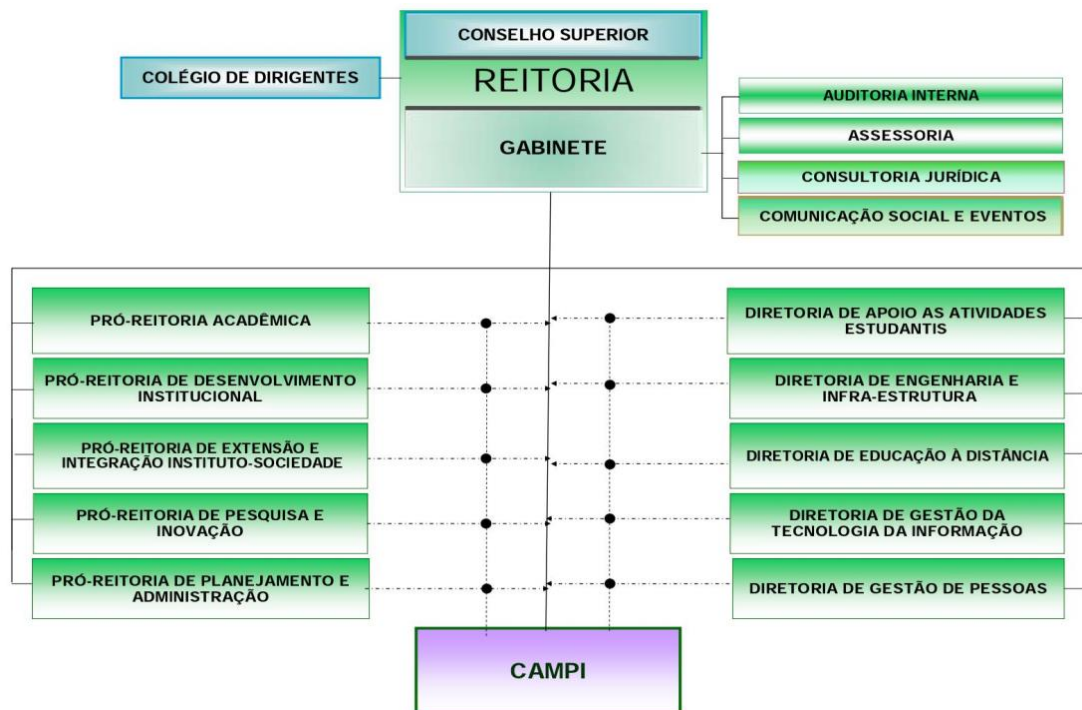 CONSELHO SUPERIOR
COLÉGIO DE DIRIGENTES
REITORIA
GABINETE
AUDITORIA INTERNA
ASSESSORIA
CONSULTORIA JURÍDICA
COMUNICAÇÃO SOCIAL E EVENTOS
PRÓ-REITORIA ACADÊMICA
PRÓ-REITORIA DE DESENVOLVIMENTO
INSTITUCIONAL
PRÓ-REITORIA DE EXTENSÃO E
INTEGRAÇÃO INSTITUTO-SOCIEDADE
PRÓ-REITORIA DE PESQUISA E
INOVAÇÃO
PRÓ-REITORIA DE PLANEJAMENTO E
ADMINISTRAÇÃO
DIRETORIA DE APOIO AS ATIVIDADES
ESTUDANTIS
DIRETORIA DE ENGENHARIA E
INFRA-ESTRUTURA
DIRETORIA DE EDUCAÇÃO À DISTÂNCIA
DIRETORIA DE GESTÃO DA
TECNOLOGIA DA INFORMAÇÃO
DIRETORIA DE GESTÃO DE PESSOAS
CAMPI